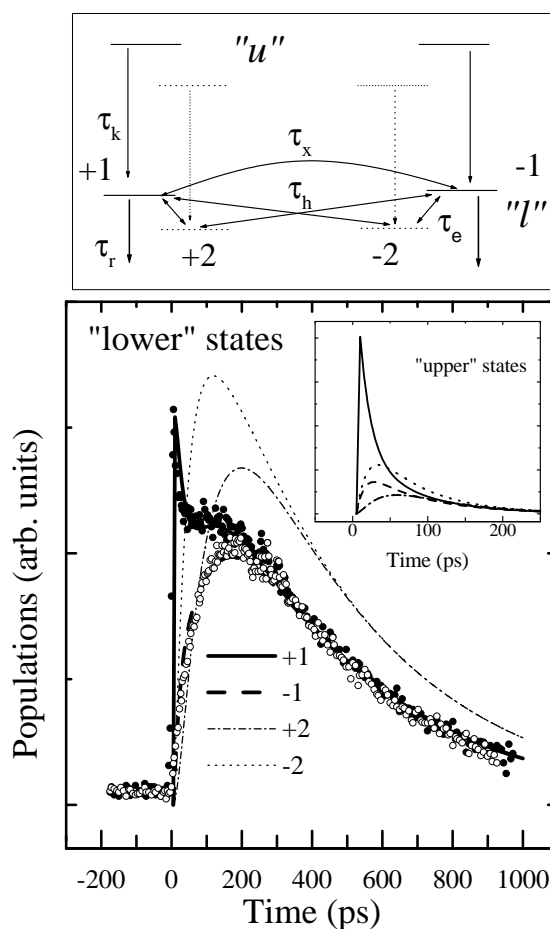 "u"
τk
+1
τx
-1
τh
"l"
τr
+2
-2
τe
"lower" states
"upper" states
0
100
200
Time (ps)
+1
-1
+2
-2
Populations (arb. units)
-200
0
200
400
600
800
1000
Time (ps)